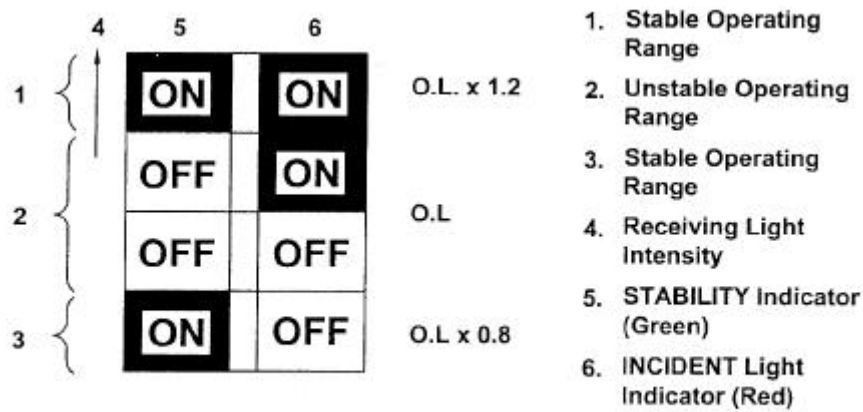 4 5 6
1 ON ON O.L. x 1.2
OFF ON
2 O.L
OFF OFF
3 ON OFF O.L x 0.8
1. Stable Operating
Range
2. Unstable Operating
Range
3. Stable Operating
Range
4. Receiving Light
Intensity
5. STABILITY Indicator
(Green)
6. INCIDENT Light
Indicator (Red)